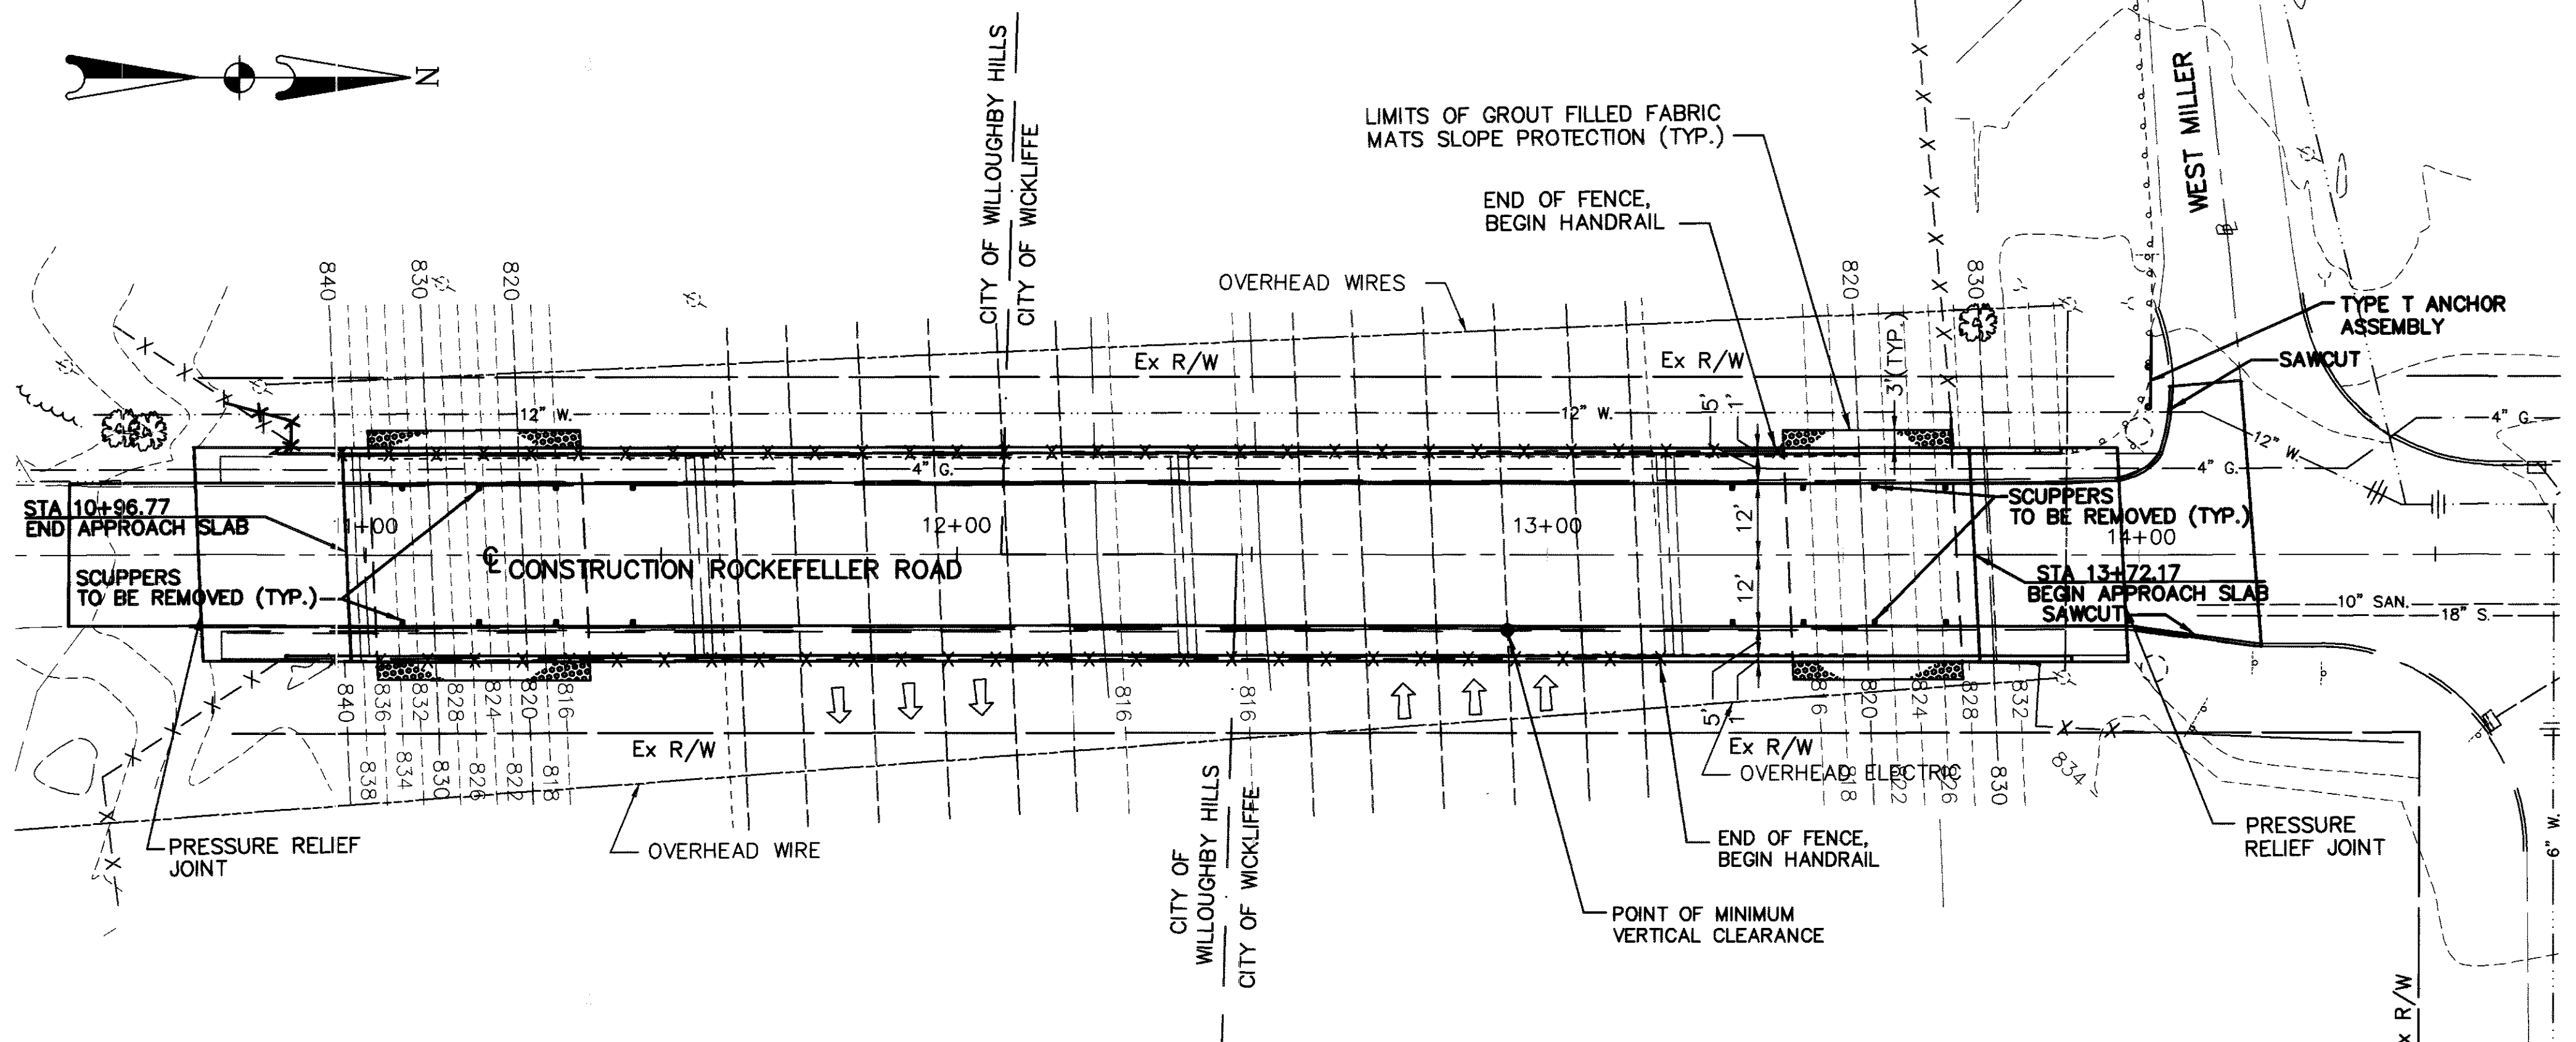 N
CITY OF WILLOUGHBY HILLS
CITY OF WICKLIFFE
LIMITS OF GROUT FILLED FABRIC
MATS SLOPE PROTECTION (TYP.)
END OF FENCE,
BEGIN HANDRAIL
OVERHEAD WIRES
WEST MILLER
TYPE T ANCHOR
ASSEMBLY
SAWCUT
840
830
820
820
830
3'(TYP.)
Ex R/W
Ex R/W
12" W.
12" W.
5'
1'
4" G.
12" W.
4" G.
4" G.
STA 10+96.77
END APPROACH SLAB
11+00
12+00
13+00
14+00
12'
12'
SCUPPERS
TO BE REMOVED (TYP.)
℄ CONSTRUCTION ROCKEFELLER ROAD
SCUPPERS
TO BE REMOVED (TYP.)
STA 13+72.17
BEGIN APPROACH SLAB
SAWCUT
10" SAN.
18" S.
840
836
832
828
824
820
816
838
834
830
826
822
818
816
816
5'
1'
816
820
824
828
832
818
822
826
830
834
Ex R/W
Ex R/W
OVERHEAD ELECTRIC
PRESSURE RELIEF
JOINT
OVERHEAD WIRE
CITY OF
WILLOUGHBY HILLS
CITY OF WICKLIFFE
END OF FENCE,
BEGIN HANDRAIL
POINT OF MINIMUM
VERTICAL CLEARANCE
PRESSURE
RELIEF JOINT
6" W.
x R/W